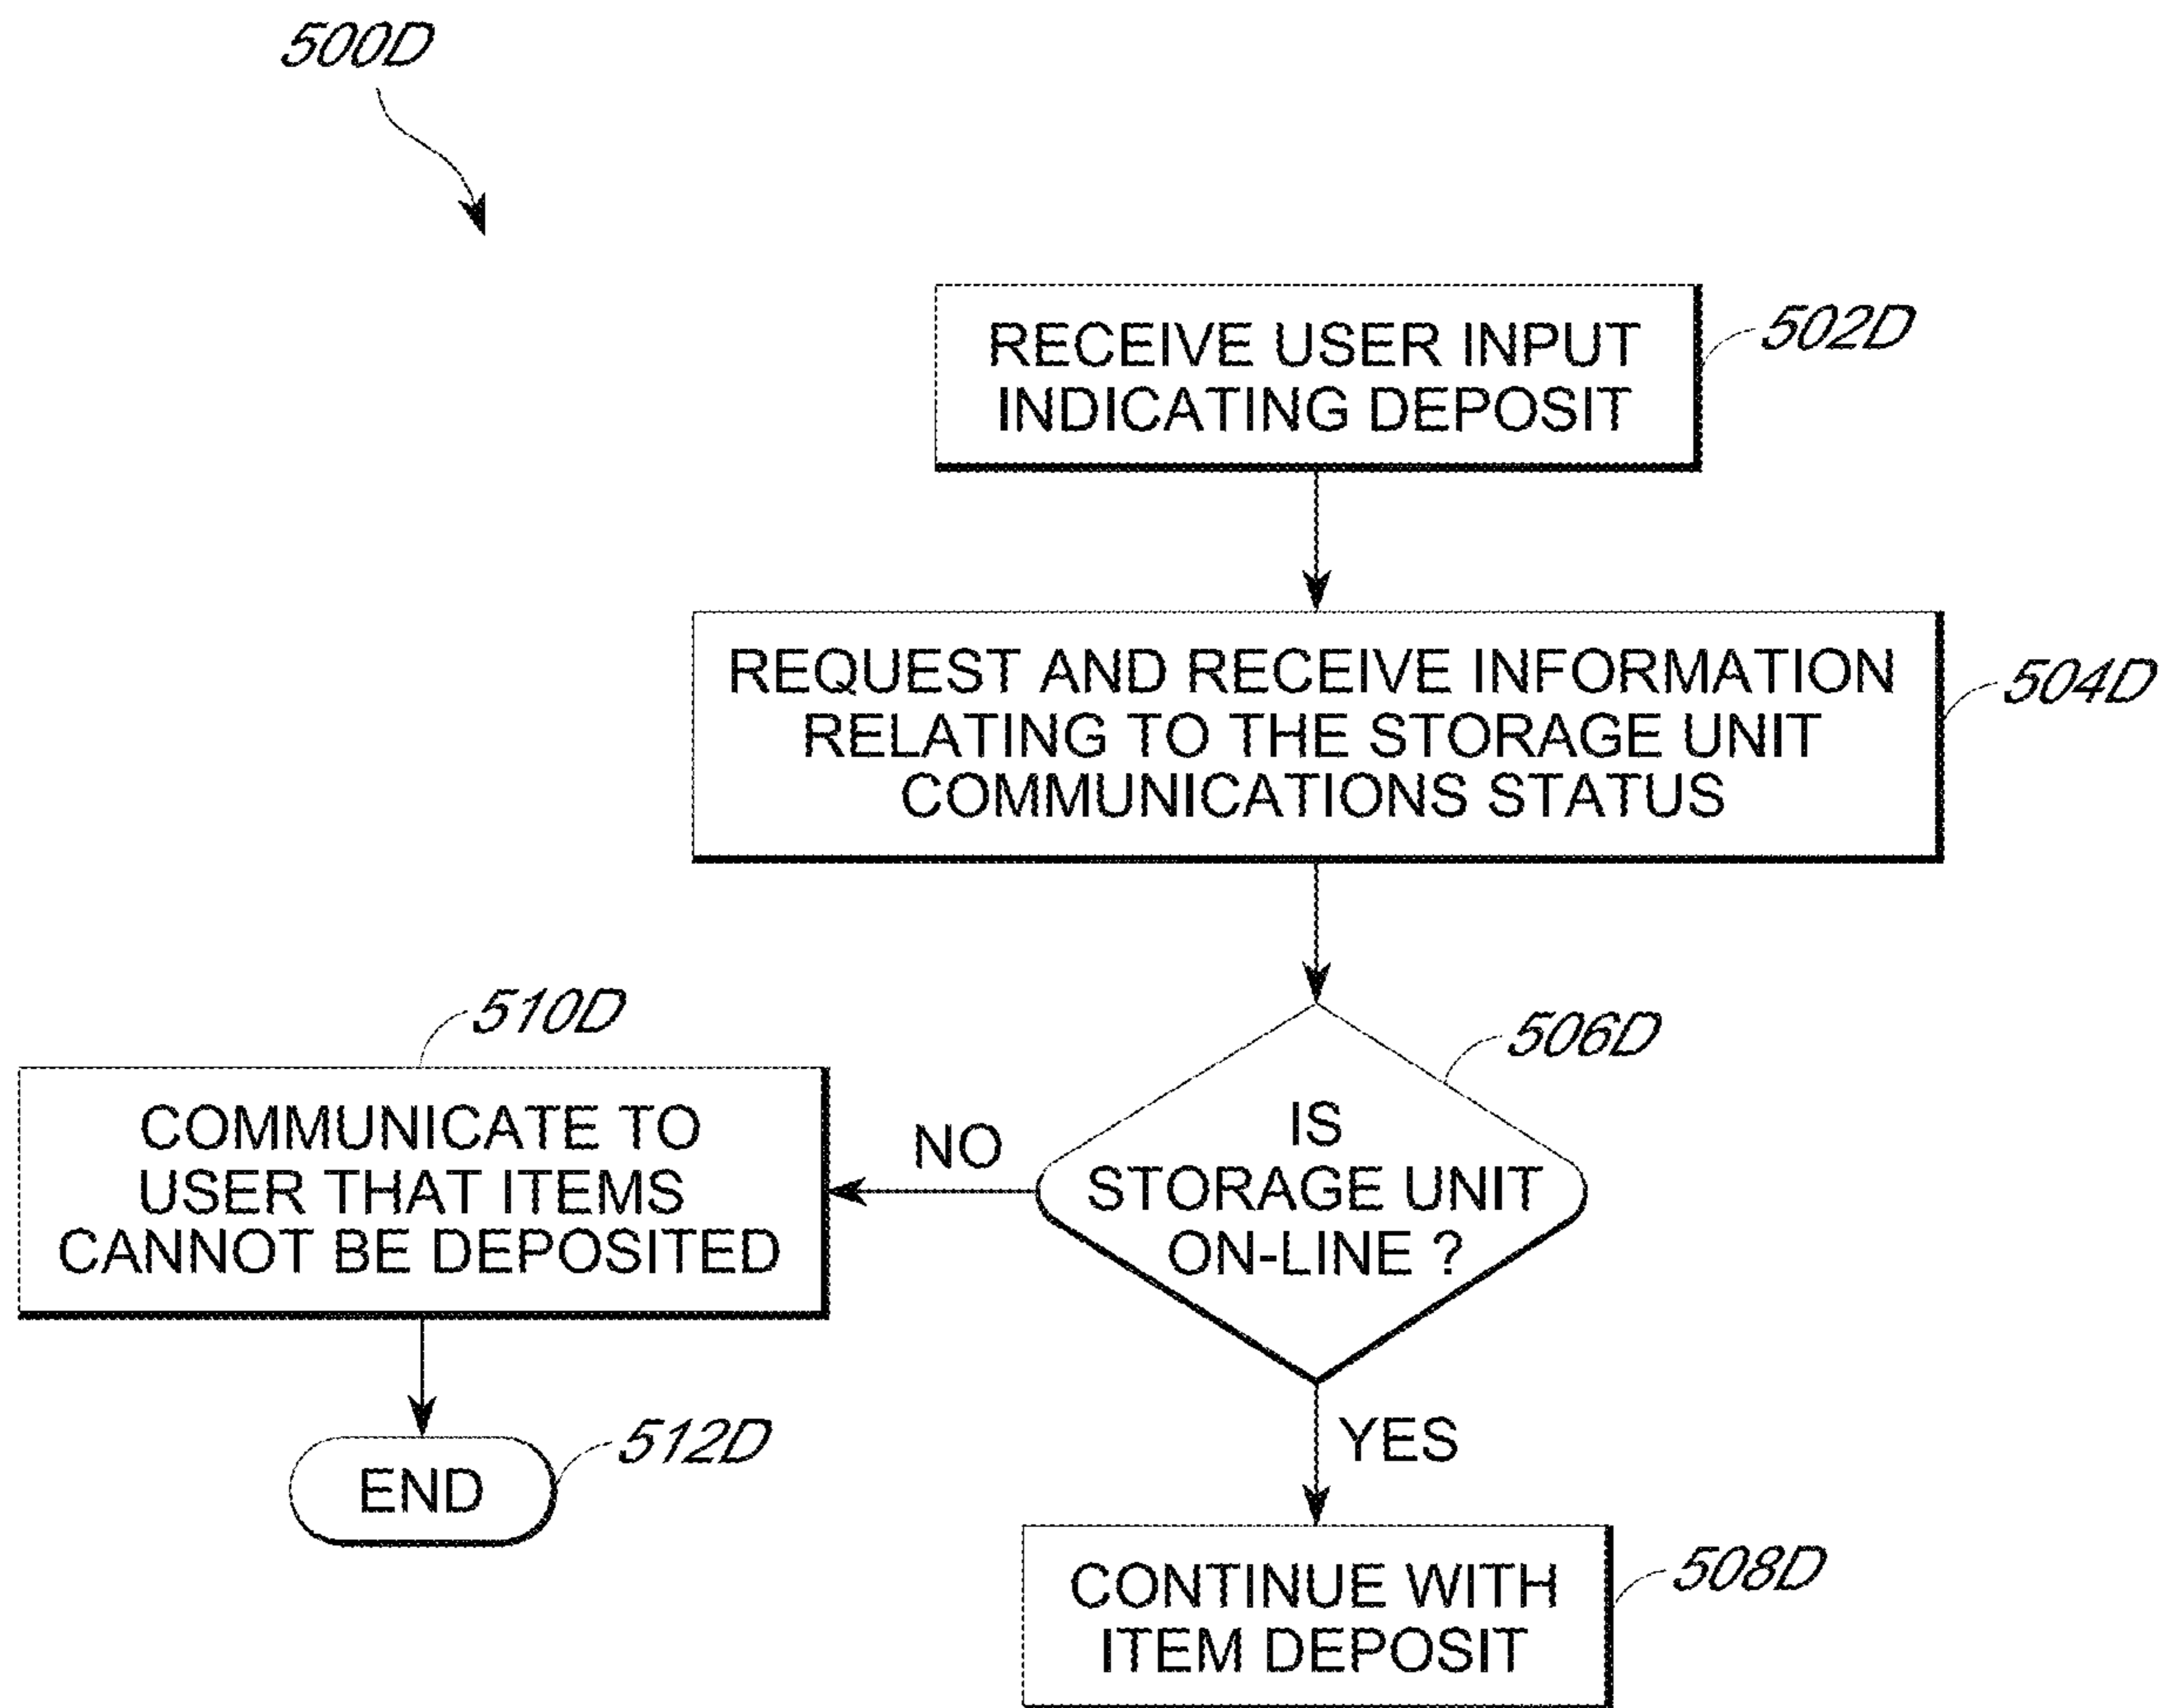 500D
RECEIVE USER INPUT
INDICATING DEPOSIT
502D
REQUEST AND RECEIVE INFORMATION
RELATING TO THE STORAGE UNIT
COMMUNICATIONS STATUS
504D
IS
STORAGE UNIT
ON-LINE ?
506D
NO
510D
COMMUNICATE TO
USER THAT ITEMS
CANNOT BE DEPOSITED
END
512D
YES
CONTINUE WITH
ITEM DEPOSIT
508D